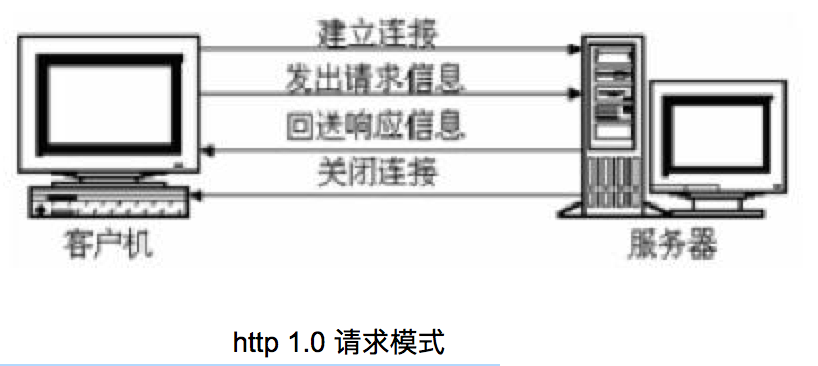 建立连接
发出请求信息
回送响应信息
关闭连接
客户机
服务器
http 1.0 请求模式